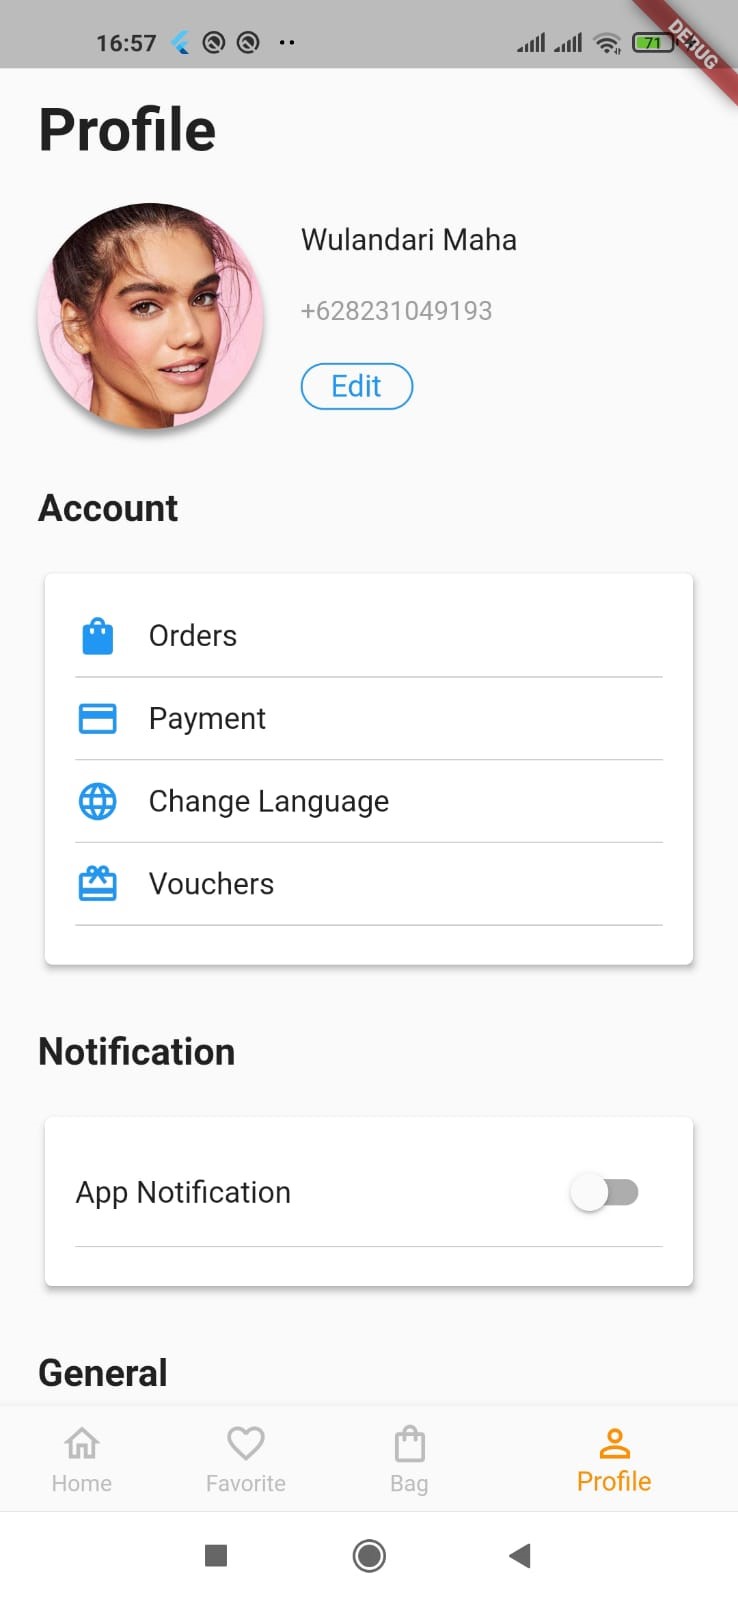 16:57
71
DEBUG
Profile
Wulandari Maha
+628231049193
Edit
Account
Orders
Payment
Change Language
Vouchers
Notification
App Notification
General
Home
Favorite
Bag
Profile